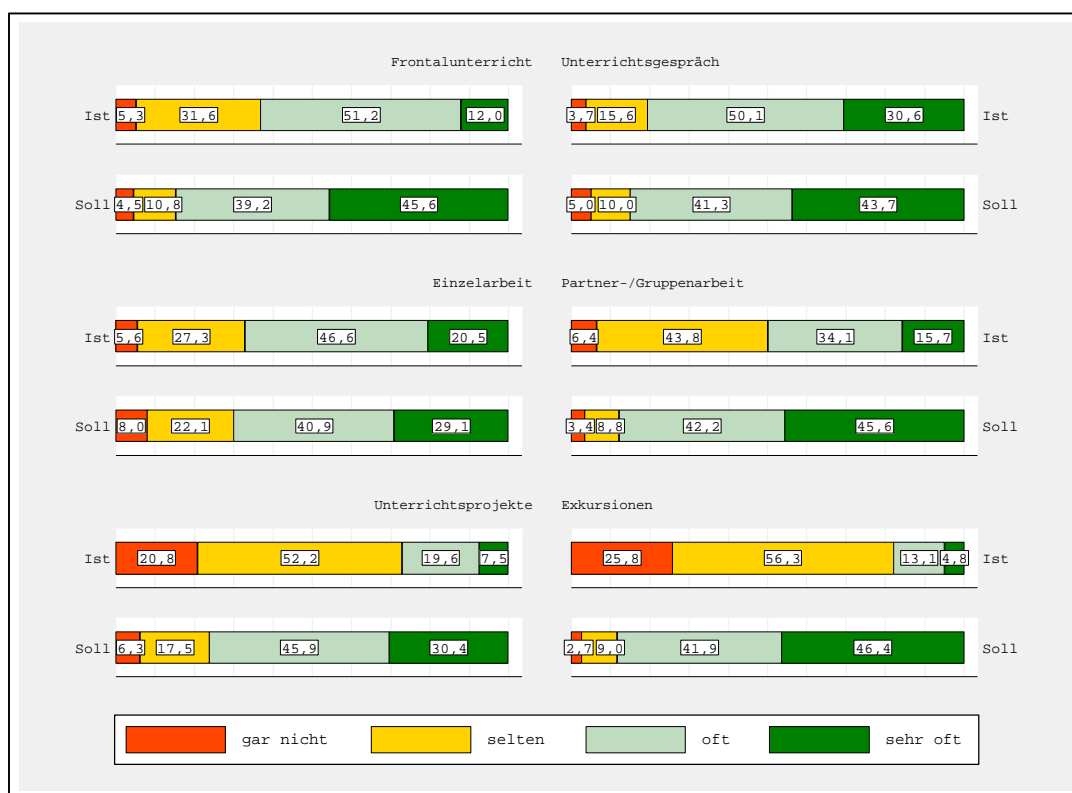 Frontalunterricht Unterrichtsgespräch
Ist 5,3 31,6 51,2 12,0 3,7 15,6 50,1 30,6 Ist
Soll 4,5 10,8 39,2 45,6 5,0 10,0 41,3 43,7 Soll
Einzelarbeit Partner-/Gruppenarbeit
Ist 5,6 27,3 46,6 20,5 6,4 43,8 34,1 15,7 Ist
Soll 8,0 22,1 40,9 29,1 3,4 8,8 42,2 45,6 Soll
Unterrichtsprojekte Exkursionen
Ist 20,8 52,2 19,6 7,5 25,8 56,3 13,1 4,8 Ist
Soll 6,3 17,5 45,9 30,4 2,7 9,0 41,9 46,4 Soll
gar nicht selten oft sehr oft